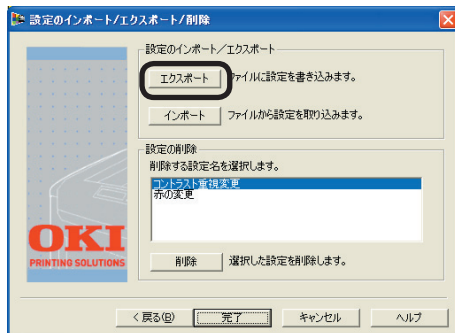 設定のインポート/エクスポート/削除
設定のインポート/エクスポート
エクスポート ファイルに設定を書き込みます。
インポート ファイルから設定を取り込みます。
設定の削除
削除する設定名を選択します。
コントラスト重視変更
赤の変更
OKI
PRINTING SOLUTIONS
削除 選択した設定を削除します。
< 戻る(B) 完了 キャンセル ヘルプ